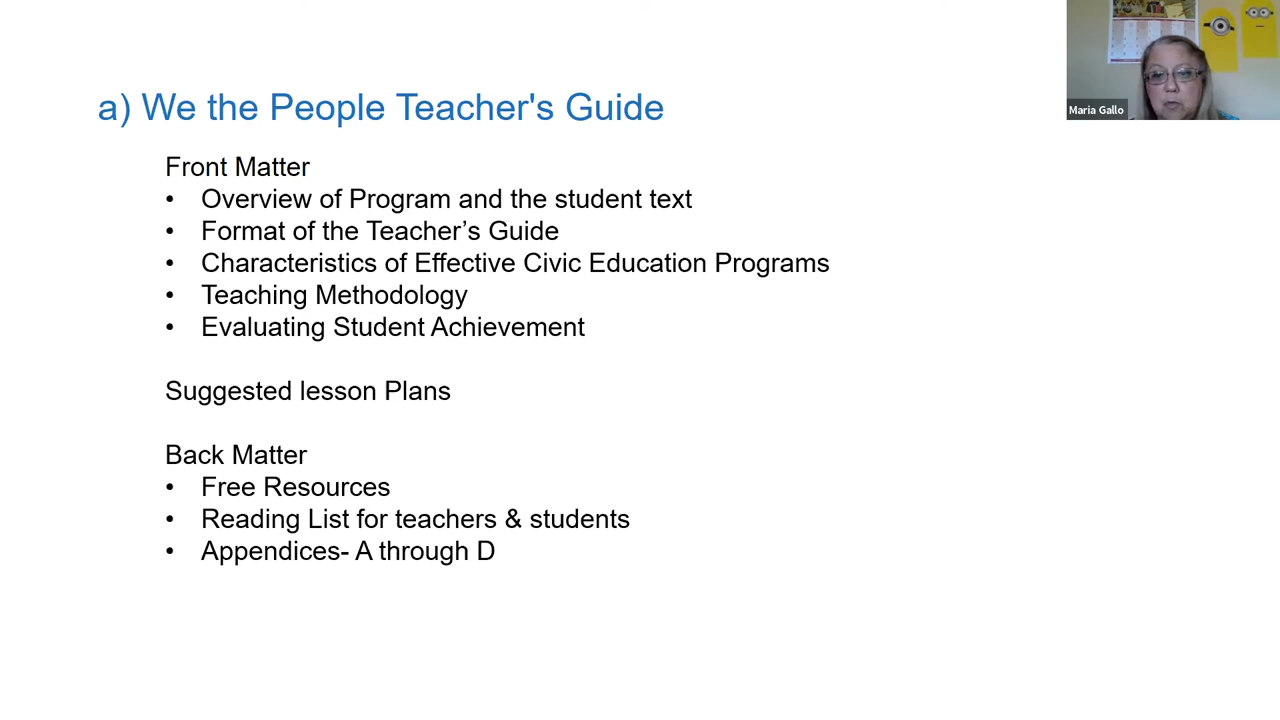 a) We the People Teacher's Guide
Front Matter
• Overview of Program and the student text
• Format of the Teacher’s Guide
• Characteristics of Effective Civic Education Programs
• Teaching Methodology
• Evaluating Student Achievement
Suggested lesson Plans
Back Matter
• Free Resources
• Reading List for teachers & students
• Appendices- A through D
Maria Gallo